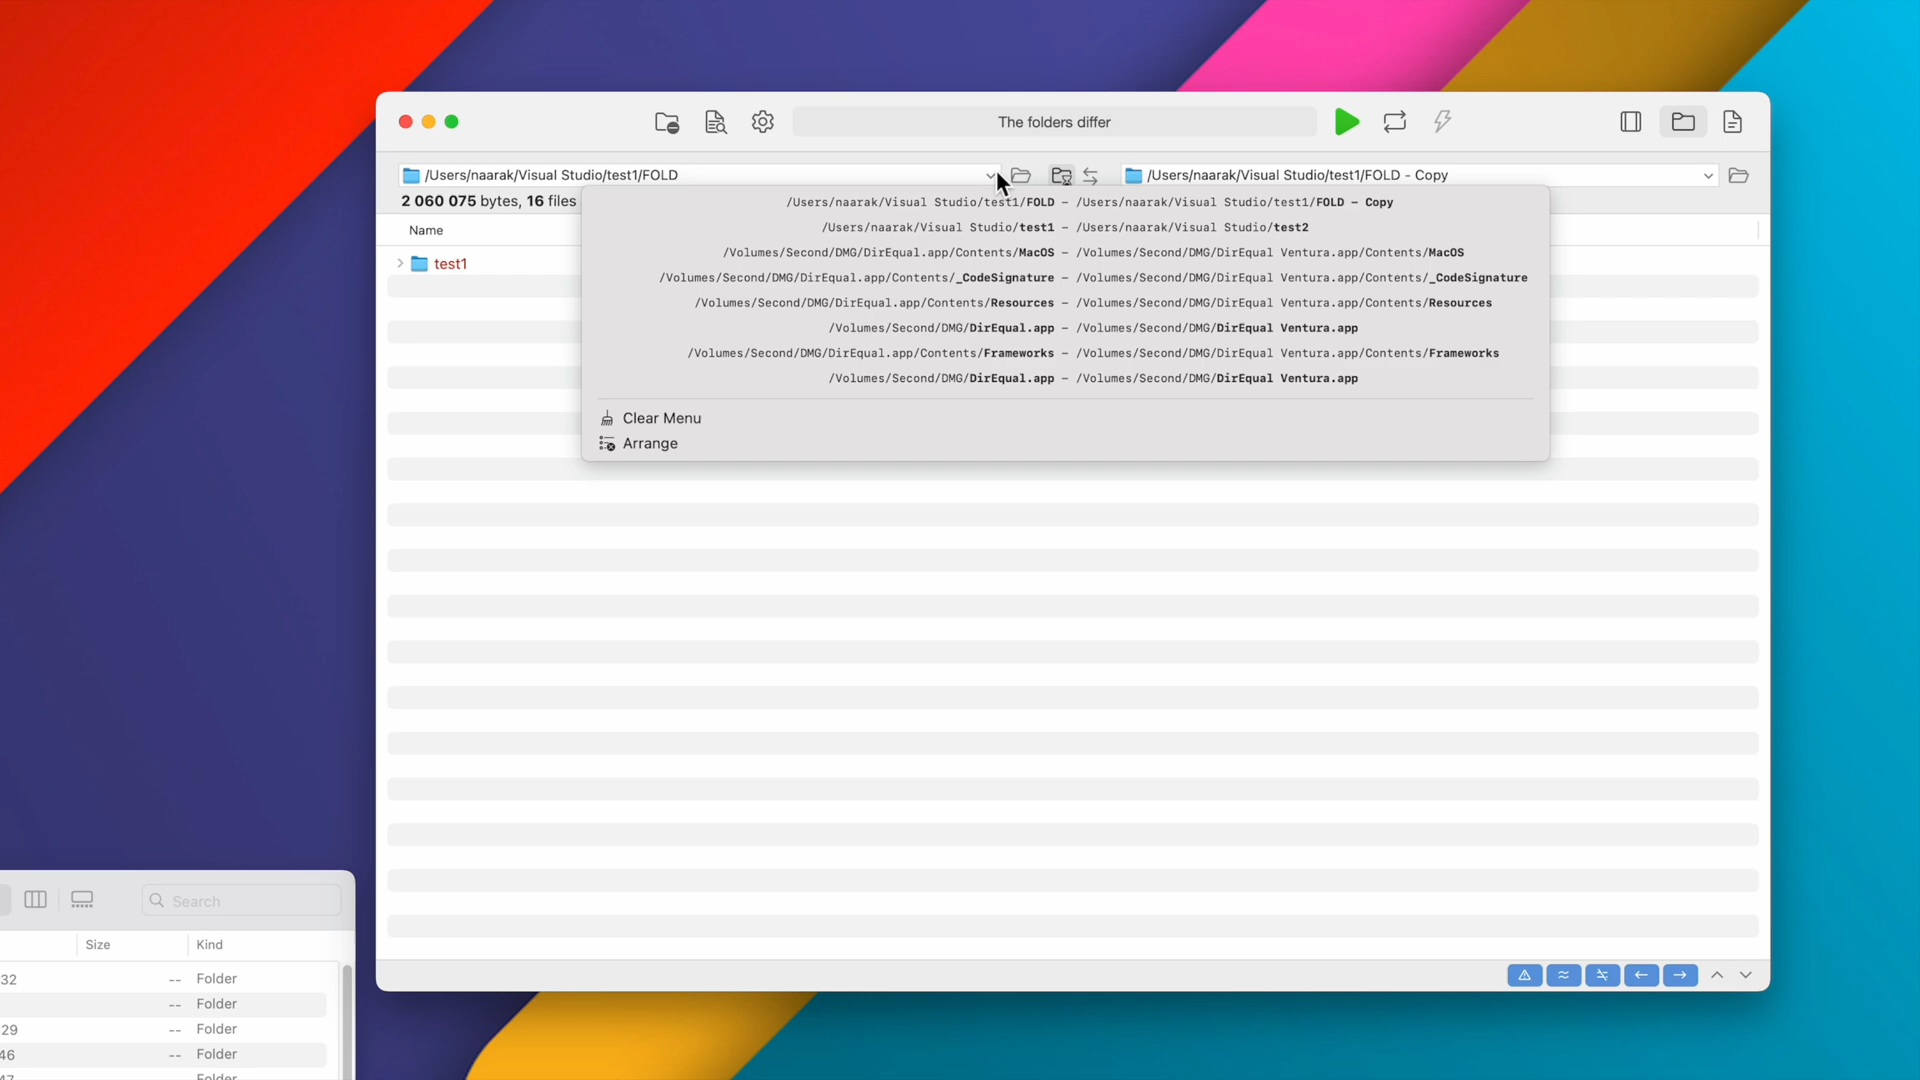 The folders differ
/Users/naarak/Visual Studio/test1/FOLD
/Users/naarak/Visual Studio/test1/FOLD - Copy
2 060 075 bytes, 16 files
/Users/naarak/Visual Studio/test1/FOLD – /Users/naarak/Visual Studio/test1/FOLD – Copy
/Users/naarak/Visual Studio/test1 – /Users/naarak/Visual Studio/test2
/Volumes/Second/DMG/DirEqual.app/Contents/MacOS – /Volumes/Second/DMG/DirEqual Ventura.app/Contents/MacOS
/Volumes/Second/DMG/DirEqual.app/Contents/_CodeSignature – /Volumes/Second/DMG/DirEqual Ventura.app/Contents/_CodeSignature
/Volumes/Second/DMG/DirEqual.app/Contents/Resources – /Volumes/Second/DMG/DirEqual Ventura.app/Contents/Resources
/Volumes/Second/DMG/DirEqual.app – /Volumes/Second/DMG/DirEqual Ventura.app
/Volumes/Second/DMG/DirEqual.app/Contents/Frameworks – /Volumes/Second/DMG/DirEqual Ventura.app/Contents/Frameworks
/Volumes/Second/DMG/DirEqual.app – /Volumes/Second/DMG/DirEqual Ventura.app
Clear Menu
Arrange
Name
test1
Search
Size Kind
32 -- Folder
-- Folder
29 -- Folder
46 -- Folder
47 -- Folder